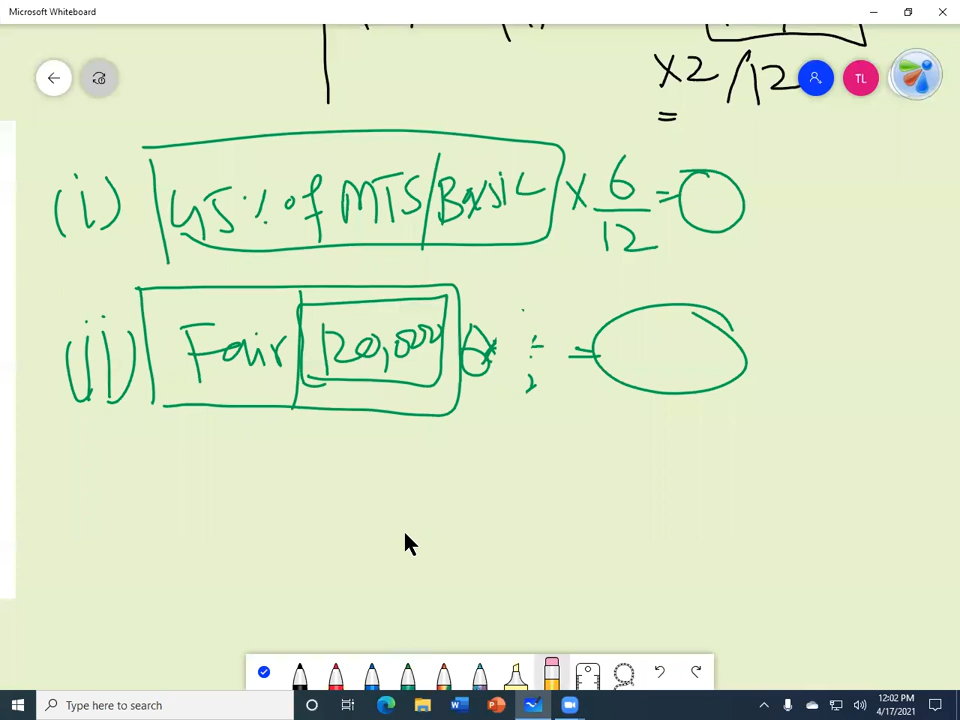 Microsoft Whiteboard
TL
x2/12
=
(i) 45% of MTS/Basic x 6/12 =
(ii) Fair 120,000 ÷ 2 =
Type here to search
12:02 PM
4/17/2021